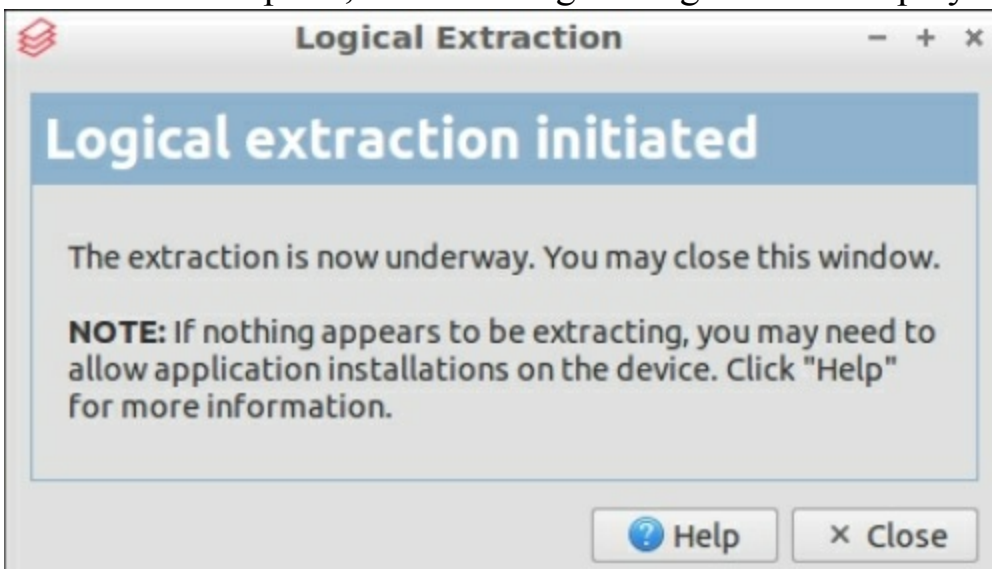 Logical Extraction
Logical extraction initiated
The extraction is now underway. You may close this window.
NOTE: If nothing appears to be extracting, you may need to
allow application installations on the device. Click "Help"
for more information.
Help
Close